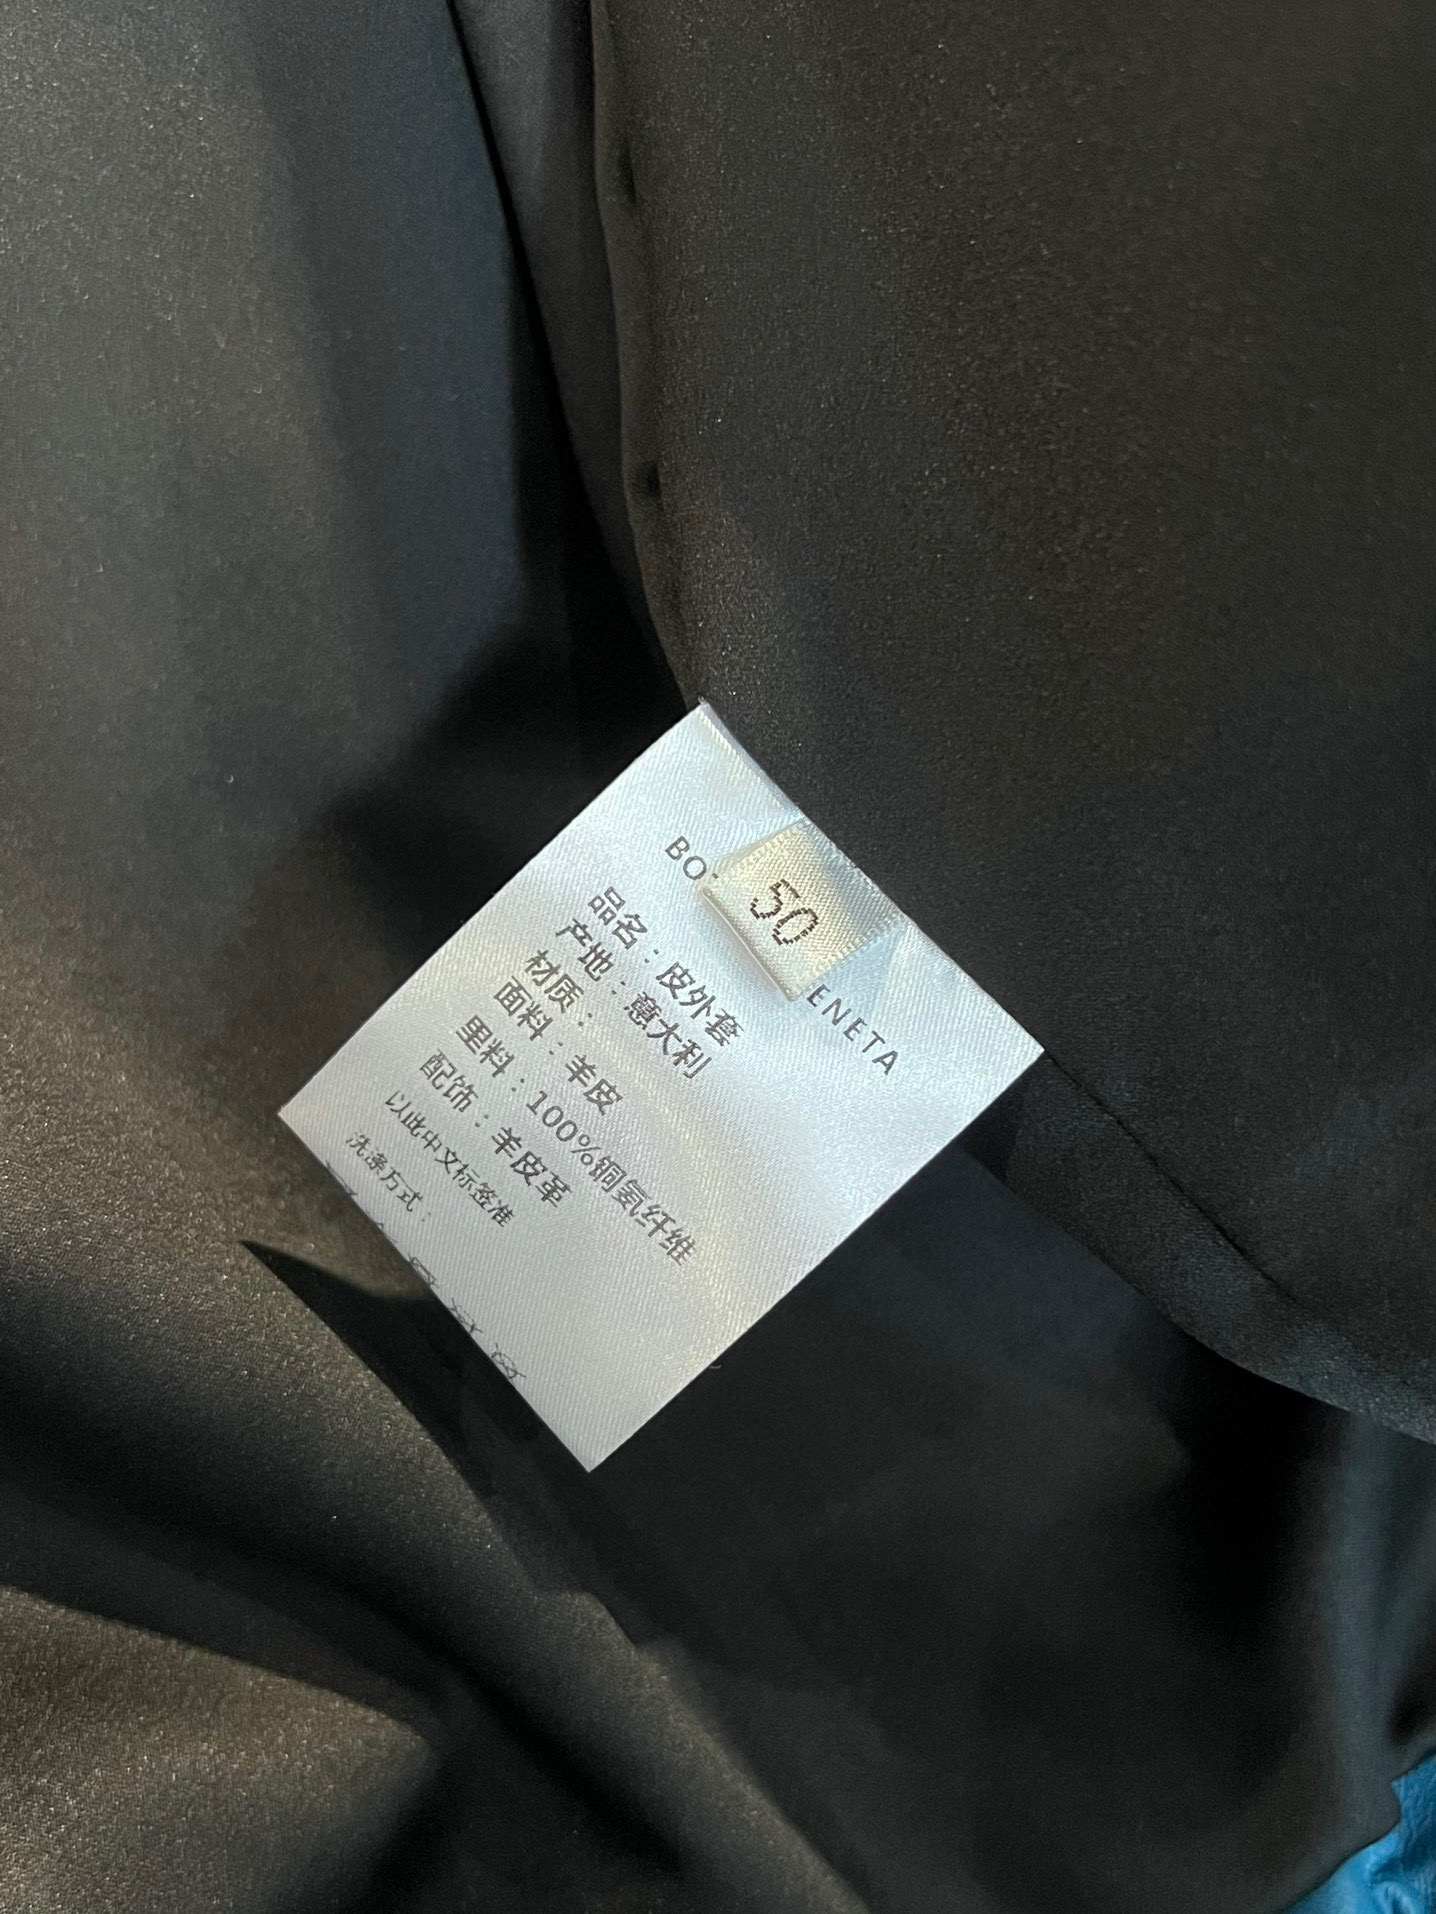 BO
50
ENETA
品名：皮外套
产地：意大利
材质：
面料：羊皮
里料：100%铜氨纤维
配饰：羊皮革
以此中文标签准
洗涤方式：